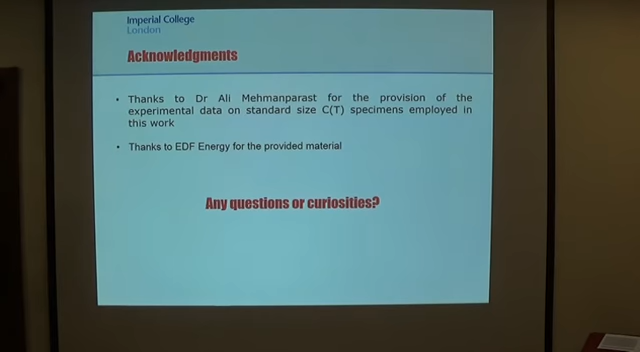 Imperial College
London
Acknowledgments
• Thanks to Dr Ali Mehmanparast for the provision of the
experimental data on standard size C(T) specimens employed in
this work
• Thanks to EDF Energy for the provided material
Any questions or curiosities?